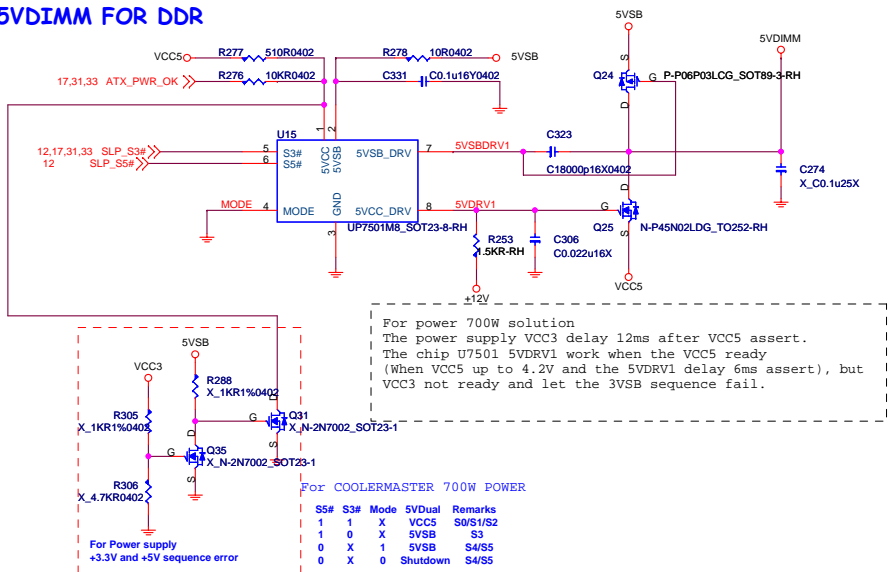 5VDIMM FOR DDR
VCC5
R277
510R0402
R278
10R0402
5VSB
17,31,33 ATX_PWR_OK
R276
10KR0402
C331
C0.1u16Y0402
5VSB
S
Q24
G
P-P06P03LCG_SOT89-3-RH
D
5VDIMM
12,17,31,33 SLP_S3#
12 SLP_S5#
U15
1
2
5
S3#
6
S5#
5VCC
5VSB
5VSB_DRV
7
5VSBDRV1
C323
C18000p16X0402
C274
X_C0.1u25X
MODE
4
MODE
GND
3
5VCC_DRV
8
5VDRV1
UP7501M8_SOT23-8-RH
D
G
Q25
S
N-P45N02LDG_TO252-RH
R253
1.5KR-RH
C306
C0.022u16X
+12V
VCC5
For power 700W solution
The power supply VCC3 delay 12ms after VCC5 assert.
The chip U7501 5VDRV1 work when the VCC5 ready
(When VCC5 up to 4.2V and the 5VDRV1 delay 6ms assert), but
VCC3 not ready and let the 3VSB sequence fail.
VCC3
5VSB
R288
X_1KR1%0402
R305
X_1KR1%0402
D
G
Q31
X_N-2N7002_SOT23-1
S
D
G
Q35
X_N-2N7002_SOT23-1
S
R306
X_4.7KR0402
For Power supply
+3.3V and +5V sequence error
For COOLERMASTER 700W POWER
S5# S3# Mode 5VDual Remarks
1 1 X VCC5 S0/S1/S2
1 0 X 5VSB S3
0 X 1 5VSB S4/S5
0 X 0 Shutdown S4/S5